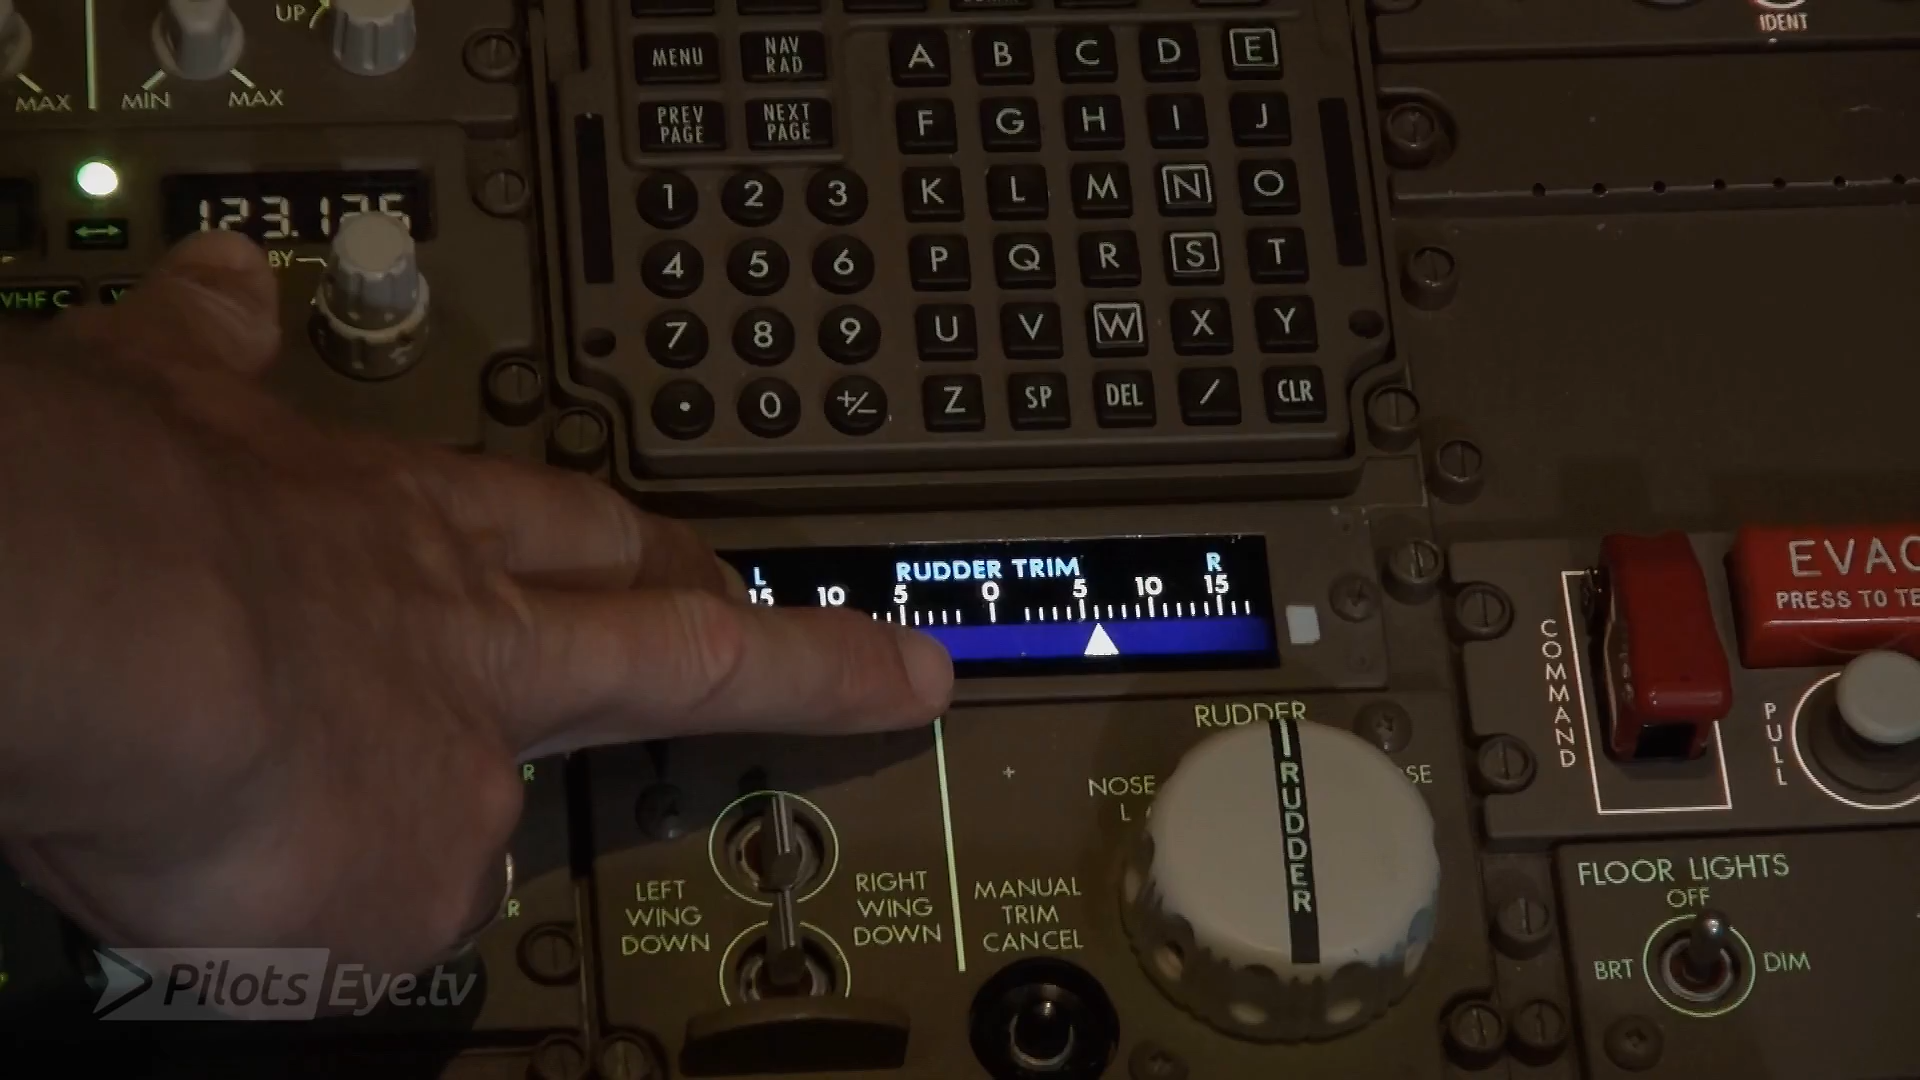 UP
IDENT
MAX
MIN
MAX
MENU
NAV
RAD
PREV
PAGE
NEXT
PAGE
A B C D E
F G H I J
1 2 3 K L M N O
4 5 6 P Q R S T
7 8 9 U V W X Y
. 0 +/− Z SP DEL / CLR
BY
VHF C
L RUDDER TRIM R
15 10 5 0 5 10 15
EVAC
PRESS TO TE
COMMAND
PULL
RUDDER
NOSE
L
RUDDER
R
R
LEFT
WING
DOWN
RIGHT
WING
DOWN
MANUAL
TRIM
CANCEL
FLOOR LIGHTS
OFF
BRT
DIM
PilotsEye.tv